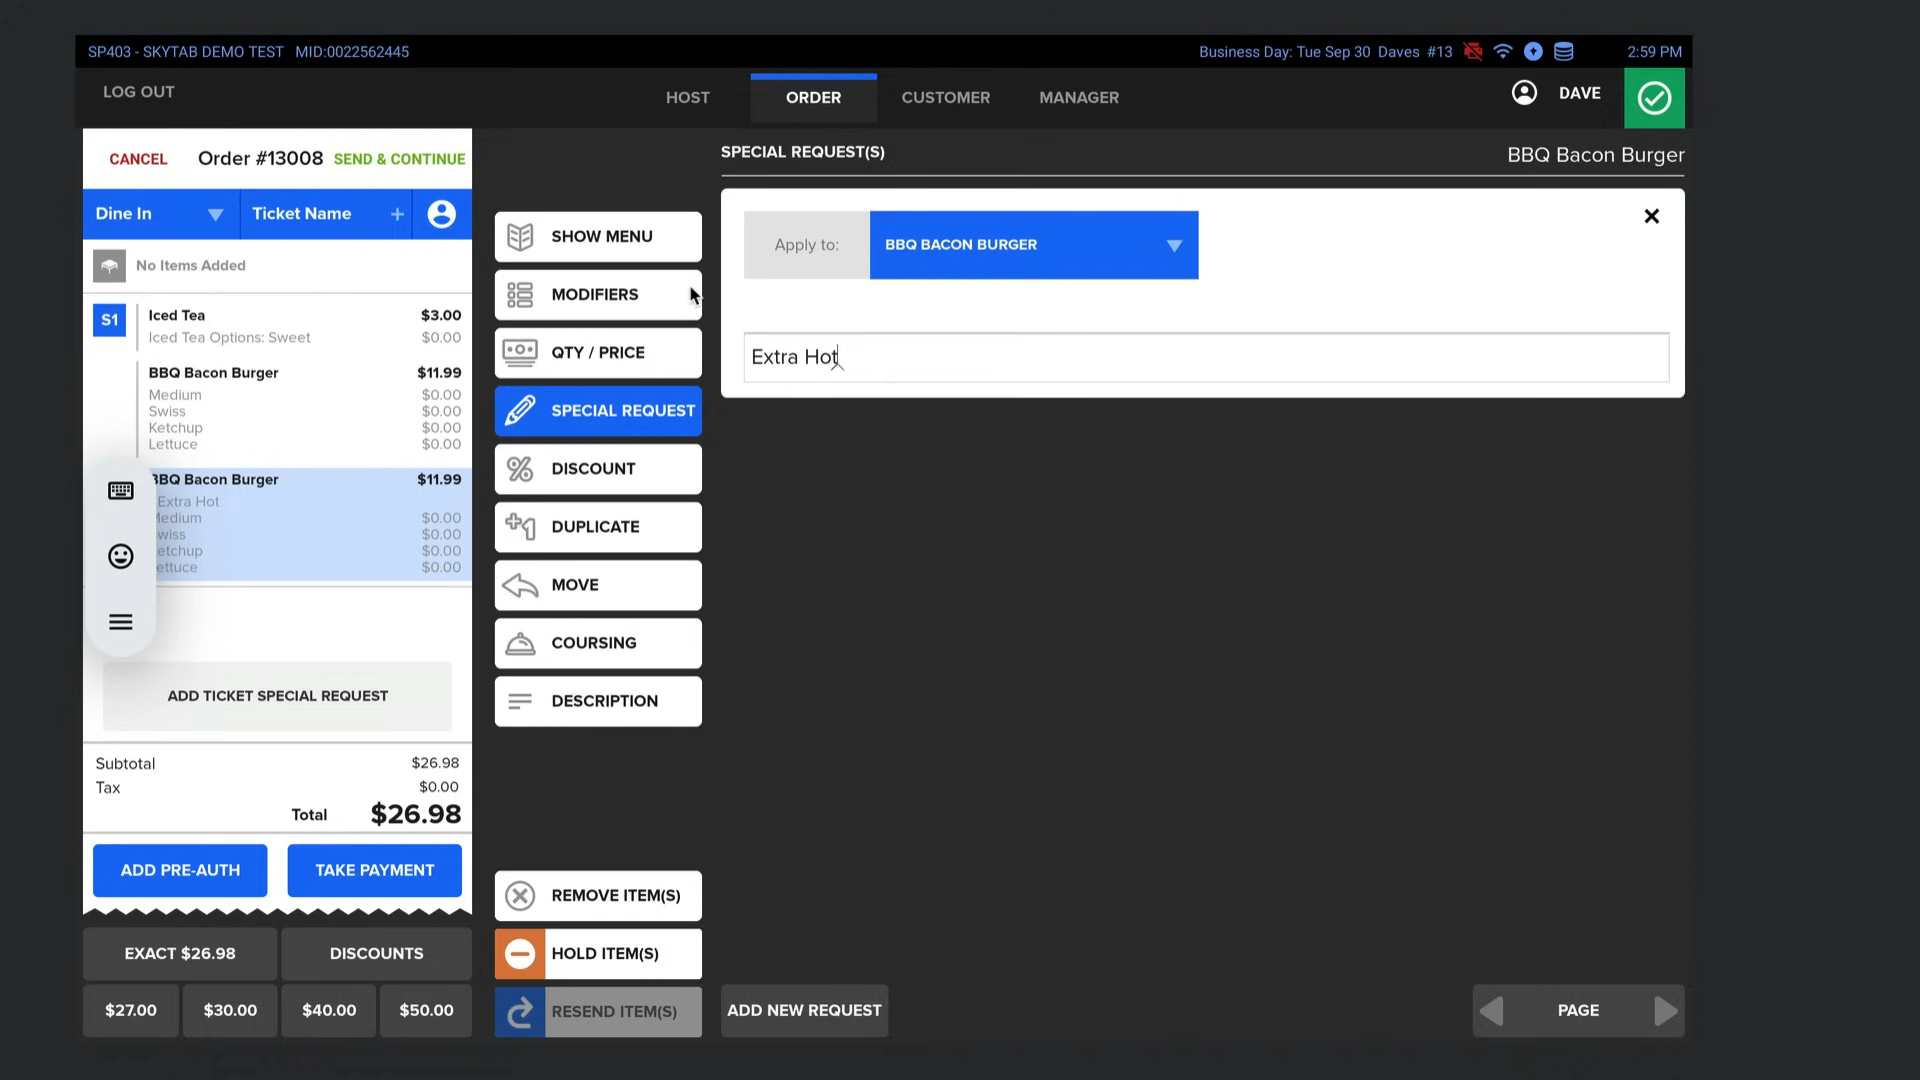 SP403 - SKYTAB DEMO TEST MID:0022562445
Business Day: Tue Sep 30 Daves #13 2:59 PM
LOG OUT
HOST ORDER CUSTOMER MANAGER
DAVE
CANCEL Order #13008 SEND & CONTINUE
Dine In Ticket Name +
No Items Added
S1 Iced Tea $3.00
Iced Tea Options: Sweet $0.00
BBQ Bacon Burger $11.99
Medium $0.00
Swiss $0.00
Ketchup $0.00
Lettuce $0.00
BBQ Bacon Burger $11.99
Extra Hot
Medium $0.00
wiss $0.00
etchup $0.00
ettuce $0.00
ADD TICKET SPECIAL REQUEST
Subtotal $26.98
Tax $0.00
Total $26.98
ADD PRE-AUTH TAKE PAYMENT
EXACT $26.98 DISCOUNTS
$27.00 $30.00 $40.00 $50.00
SHOW MENU
MODIFIERS
QTY / PRICE
SPECIAL REQUEST
DISCOUNT
DUPLICATE
MOVE
COURSING
DESCRIPTION
REMOVE ITEM(S)
HOLD ITEM(S)
RESEND ITEM(S)
SPECIAL REQUEST(S) BBQ Bacon Burger
Apply to: BBQ BACON BURGER
Extra Hot
ADD NEW REQUEST
PAGE